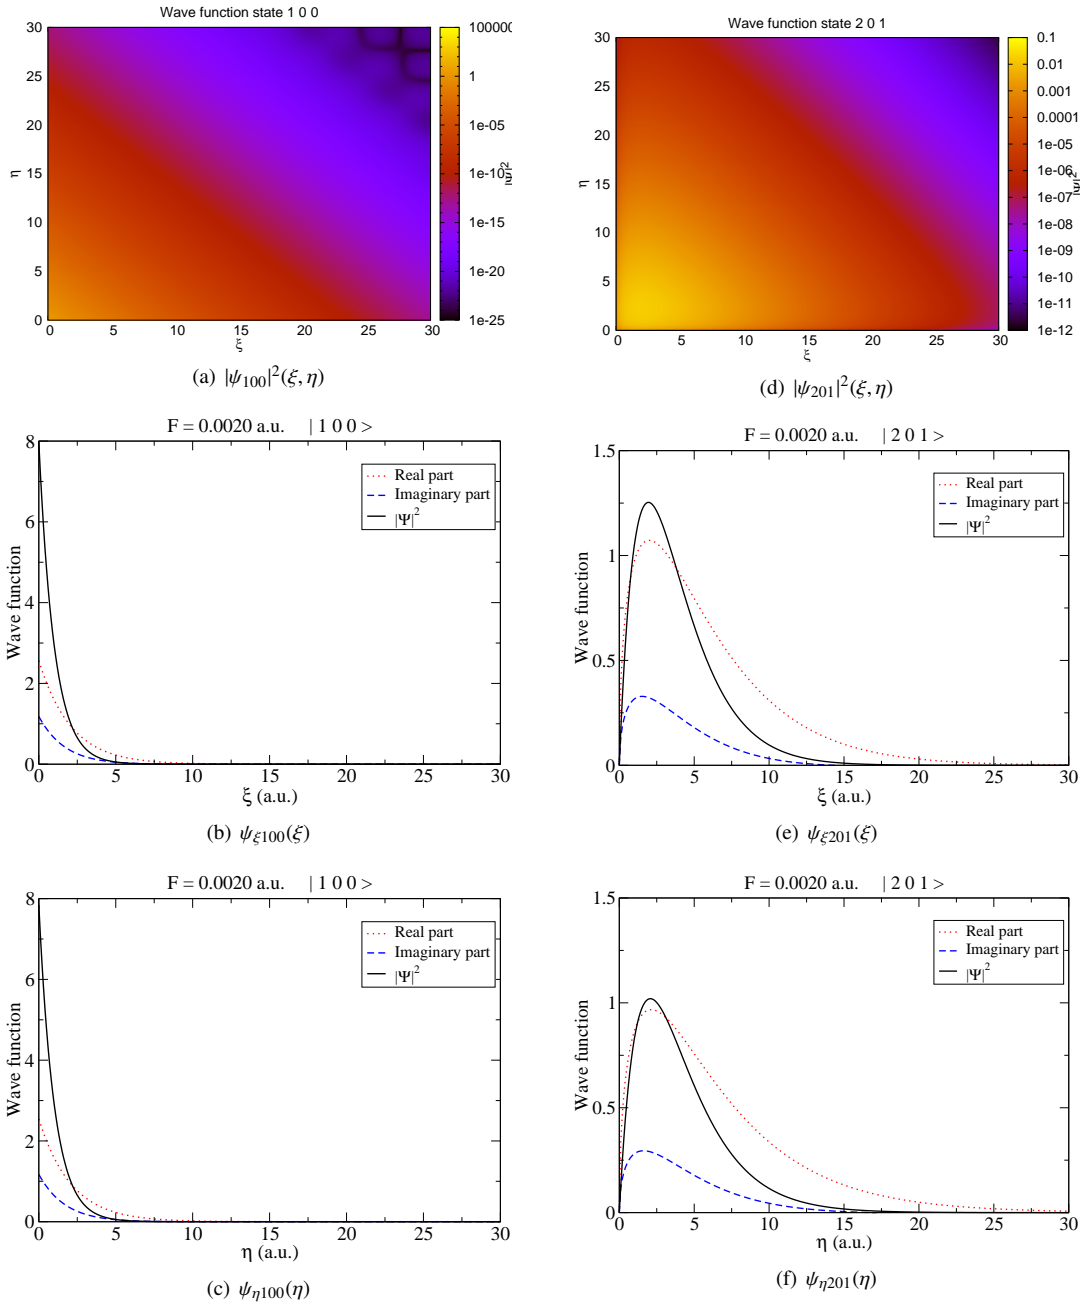 Wave function state 1 0 0
30
25
20
15
10
5
0
η
0
5
10
15
20
25
30
ξ
100000
1
1e-05
1e-10
1e-15
1e-20
1e-25
|Ψ|²
(a) |ψ₁₀₀|²(ξ, η)
Wave function state 2 0 1
30
25
20
15
10
5
0
η
0
5
10
15
20
25
30
ξ
0.1
0.01
0.001
0.0001
1e-05
1e-06
1e-07
1e-08
1e-09
1e-10
1e-11
1e-12
|Ψ|²
(d) |ψ₂₀₁|²(ξ, η)
F = 0.0020 a.u. | 1 0 0 >
8
6
4
2
0
Wave function
Real part
Imaginary part
|Ψ|²
0
5
10
15
20
25
30
ξ (a.u.)
(b) ψξ₁₀₀(ξ)
F = 0.0020 a.u. | 2 0 1 >
1.5
1
0.5
0
Wave function
Real part
Imaginary part
|Ψ|²
0
5
10
15
20
25
30
ξ (a.u.)
(e) ψξ₂₀₁(ξ)
F = 0.0020 a.u. | 1 0 0 >
8
6
4
2
0
Wave function
Real part
Imaginary part
|Ψ|²
0
5
10
15
20
25
30
η (a.u.)
(c) ψη₁₀₀(η)
F = 0.0020 a.u. | 2 0 1 >
1.5
1
0.5
0
Wave function
Real part
Imaginary part
|Ψ|²
0
5
10
15
20
25
30
η (a.u.)
(f) ψη₂₀₁(η)